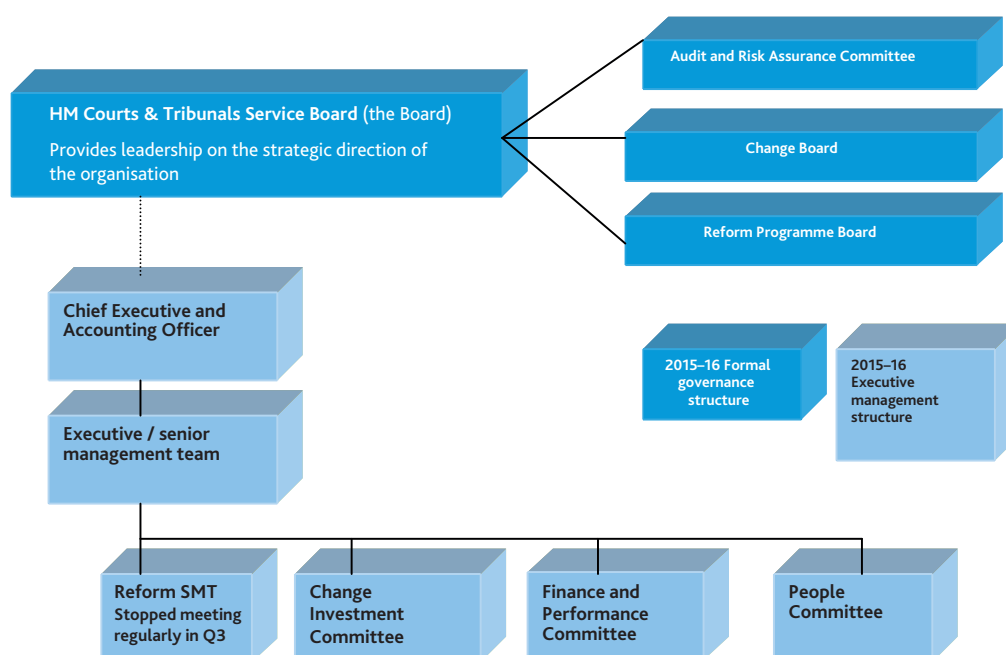 Audit and Risk Assurance Committee
HM Courts & Tribunals Service Board (the Board)
Provides leadership on the strategic direction of
the organisation
Change Board
Reform Programme Board
Chief Executive and
Accounting Officer
2015–16 Formal
governance
structure
2015–16
Executive
management
structure
Executive / senior
management team
Reform SMT
Stopped meeting
regularly in Q3
Change
Investment
Committee
Finance and
Performance
Committee
People
Committee